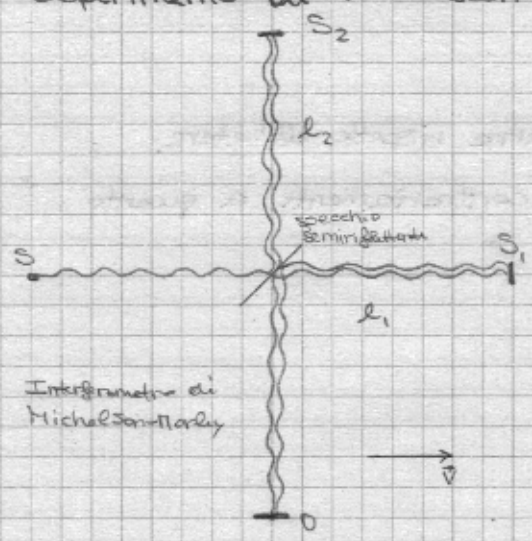 S₂
ℓ₂
specchio
semiriflettente
S
S₁
ℓ₁
Interferometro di
Michelson-Morley
v⃗
O